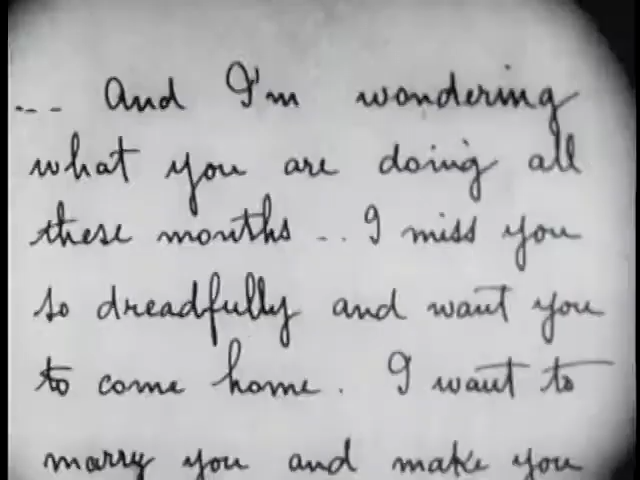 --- And I'm wondering
what you are doing all
these months -.. I miss you
so dreadfully and want you
to come home. I want to
marry you and make you